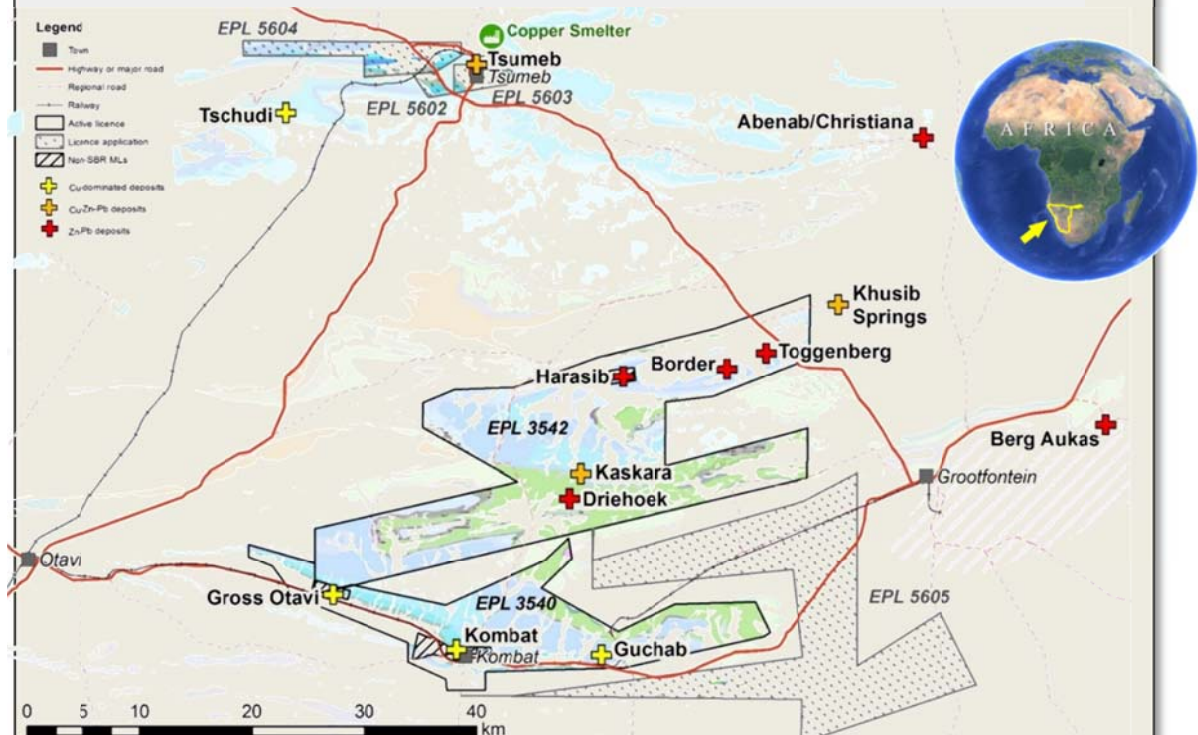 Legend
Town
Highway or major road
Regional road
Railway
Active licence
Licence application
Non-SBR MLs
Cu-dominated deposits
Cu-Zn-Pb deposits
Zn-Pb deposits
EPL 5604
Copper Smelter
Tsumeb
Tsumeb
EPL 5602
EPL 5603
Tschudi
Abenab/Christiana
AFRICA
Khusib
Springs
Toggenberg
Border
Harasib
EPL 3542
Berg Aukas
Kaskara
Grootfontein
Driehoek
Otavi
Gross Otavi
EPL 3540
EPL 5605
Kombat
Kombat
Guchab
0 5 10 20 30 40
km